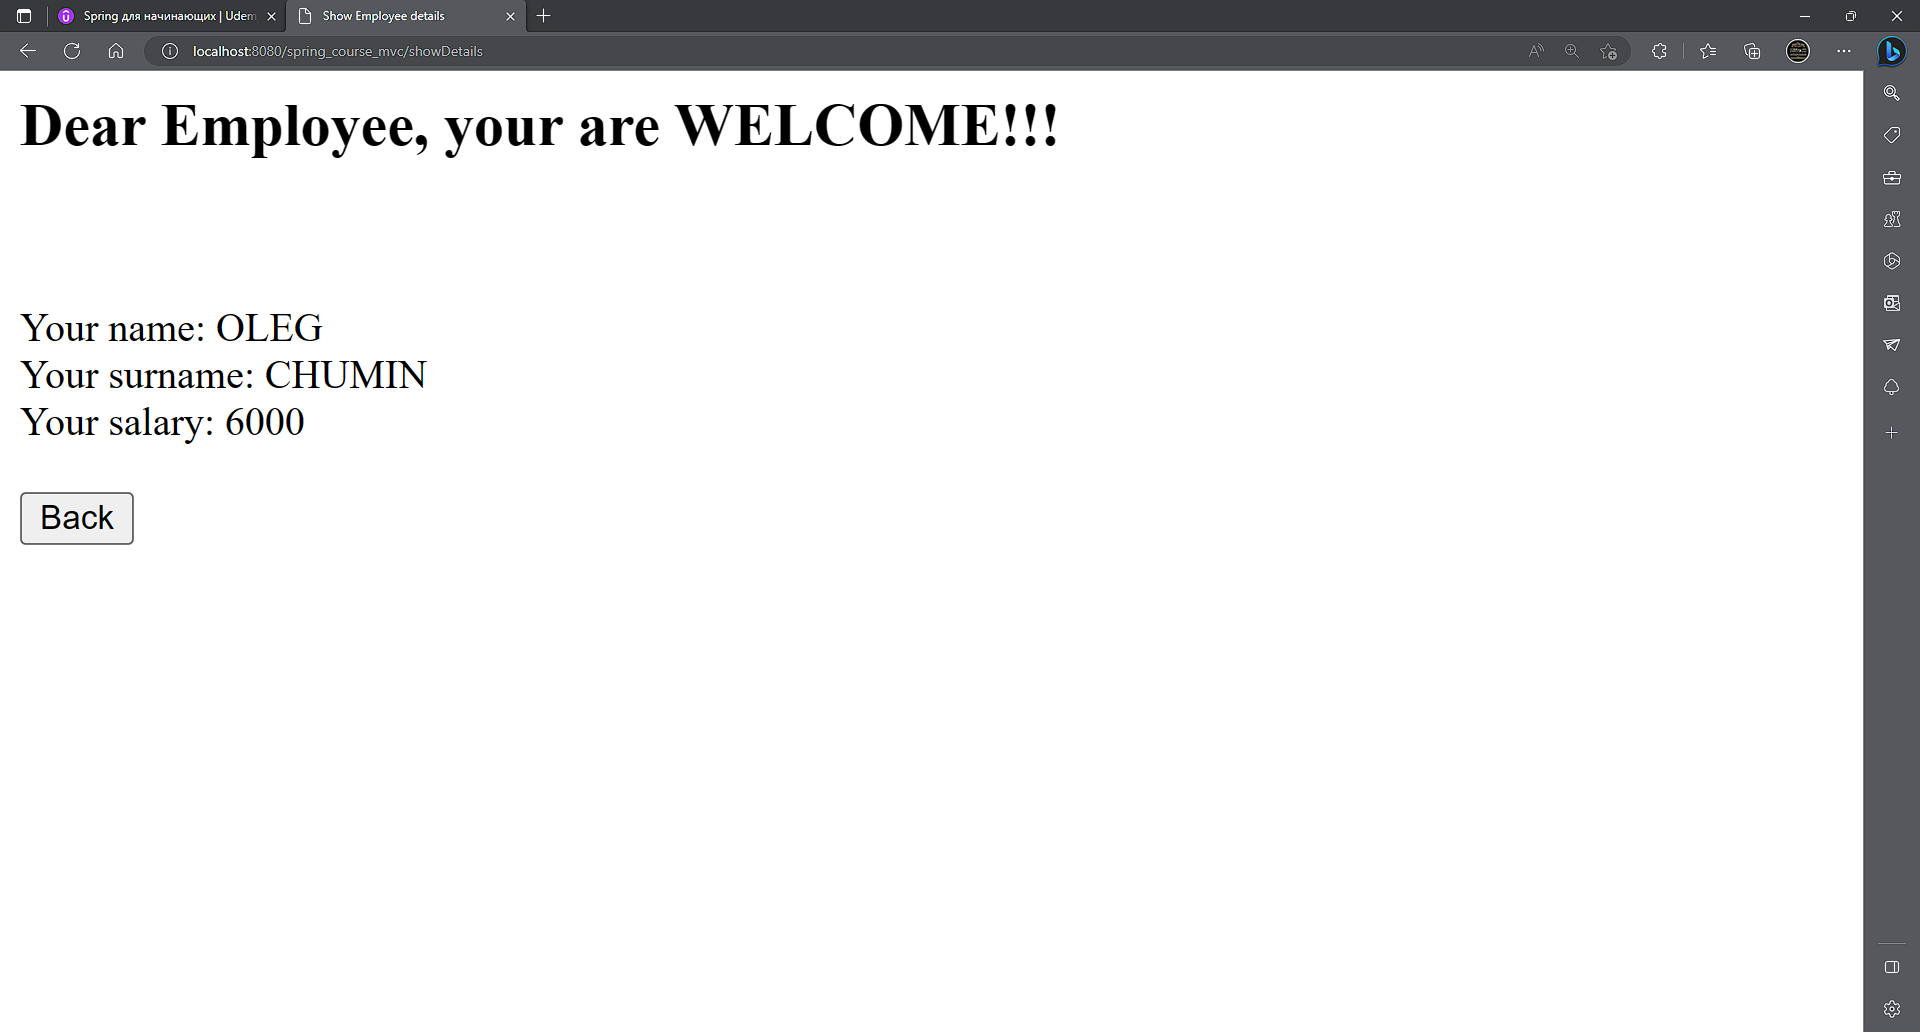 Spring для начинающих | Udem
Show Employee details
localhost:8080/spring_course_mvc/showDetails
Dear Employee, your are WELCOME!!!
Your name: OLEG
Your surname: CHUMIN
Your salary: 6000
Back